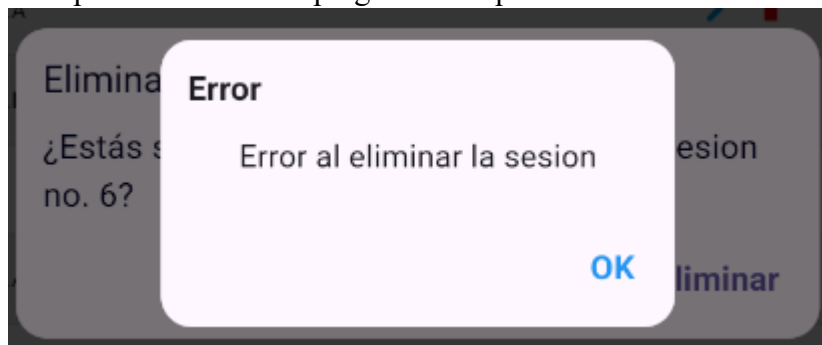 Elimina
Error
¿Estás s
Error al eliminar la sesion
esion
no. 6?
OK
liminar